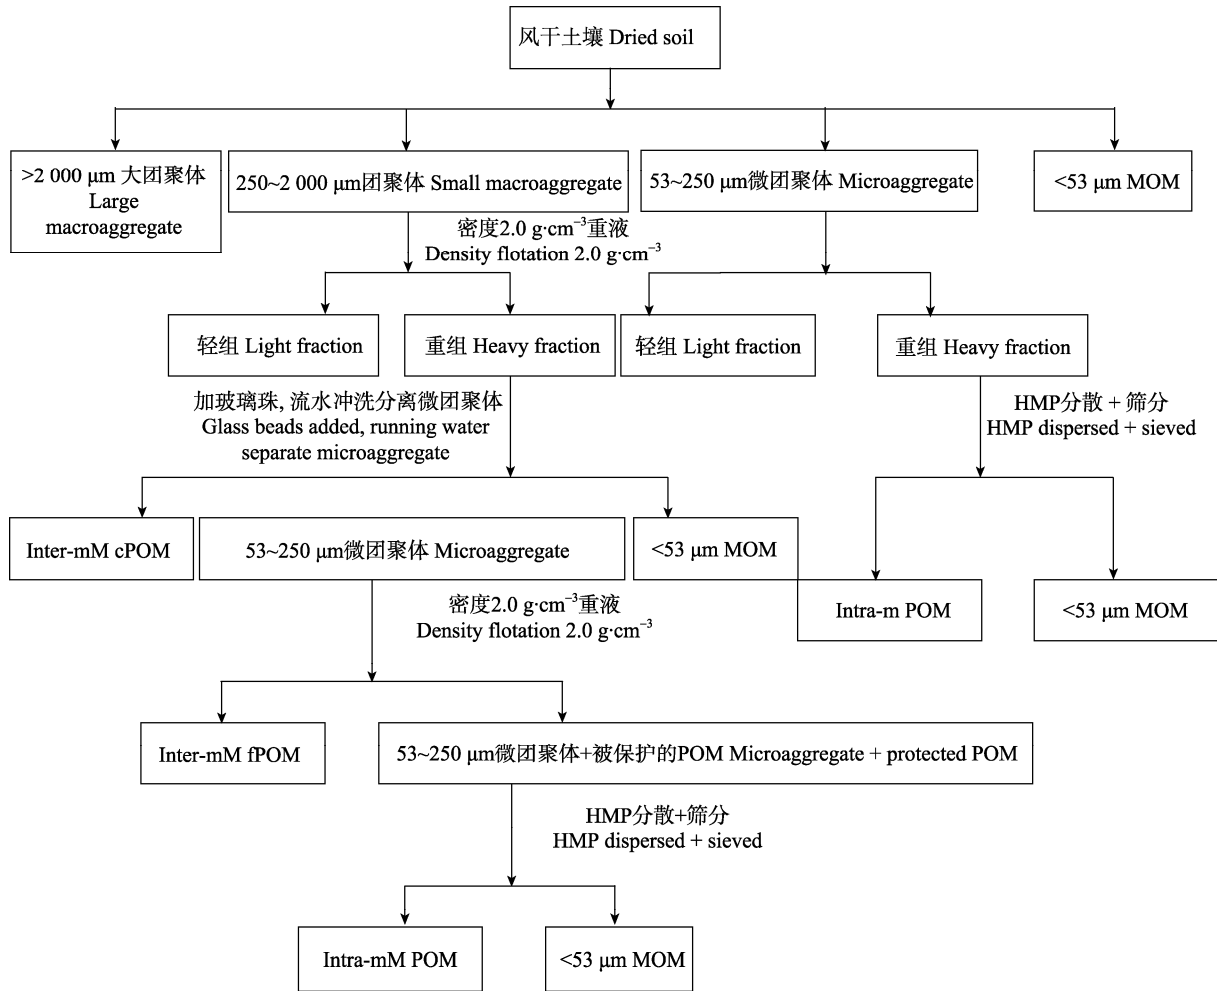 风干土壤 Dried soil
>2 000 μm 大团聚体
Large
macroaggregate
250~2 000 μm团聚体 Small macroaggregate
53~250 μm微团聚体 Microaggregate
<53 μm MOM
密度2.0 g·cm⁻³重液
Density flotation 2.0 g·cm⁻³
轻组 Light fraction
重组 Heavy fraction
轻组 Light fraction
重组 Heavy fraction
加玻璃珠, 流水冲洗分离微团聚体
Glass beads added, running water
separate microaggregate
HMP分散 + 筛分
HMP dispersed + sieved
Inter-mM cPOM
53~250 μm微团聚体 Microaggregate
<53 μm MOM
Intra-m POM
<53 μm MOM
密度2.0 g·cm⁻³重液
Density flotation 2.0 g·cm⁻³
Inter-mM fPOM
53~250 μm微团聚体+被保护的POM Microaggregate + protected POM
HMP分散+筛分
HMP dispersed + sieved
Intra-mM POM
<53 μm MOM